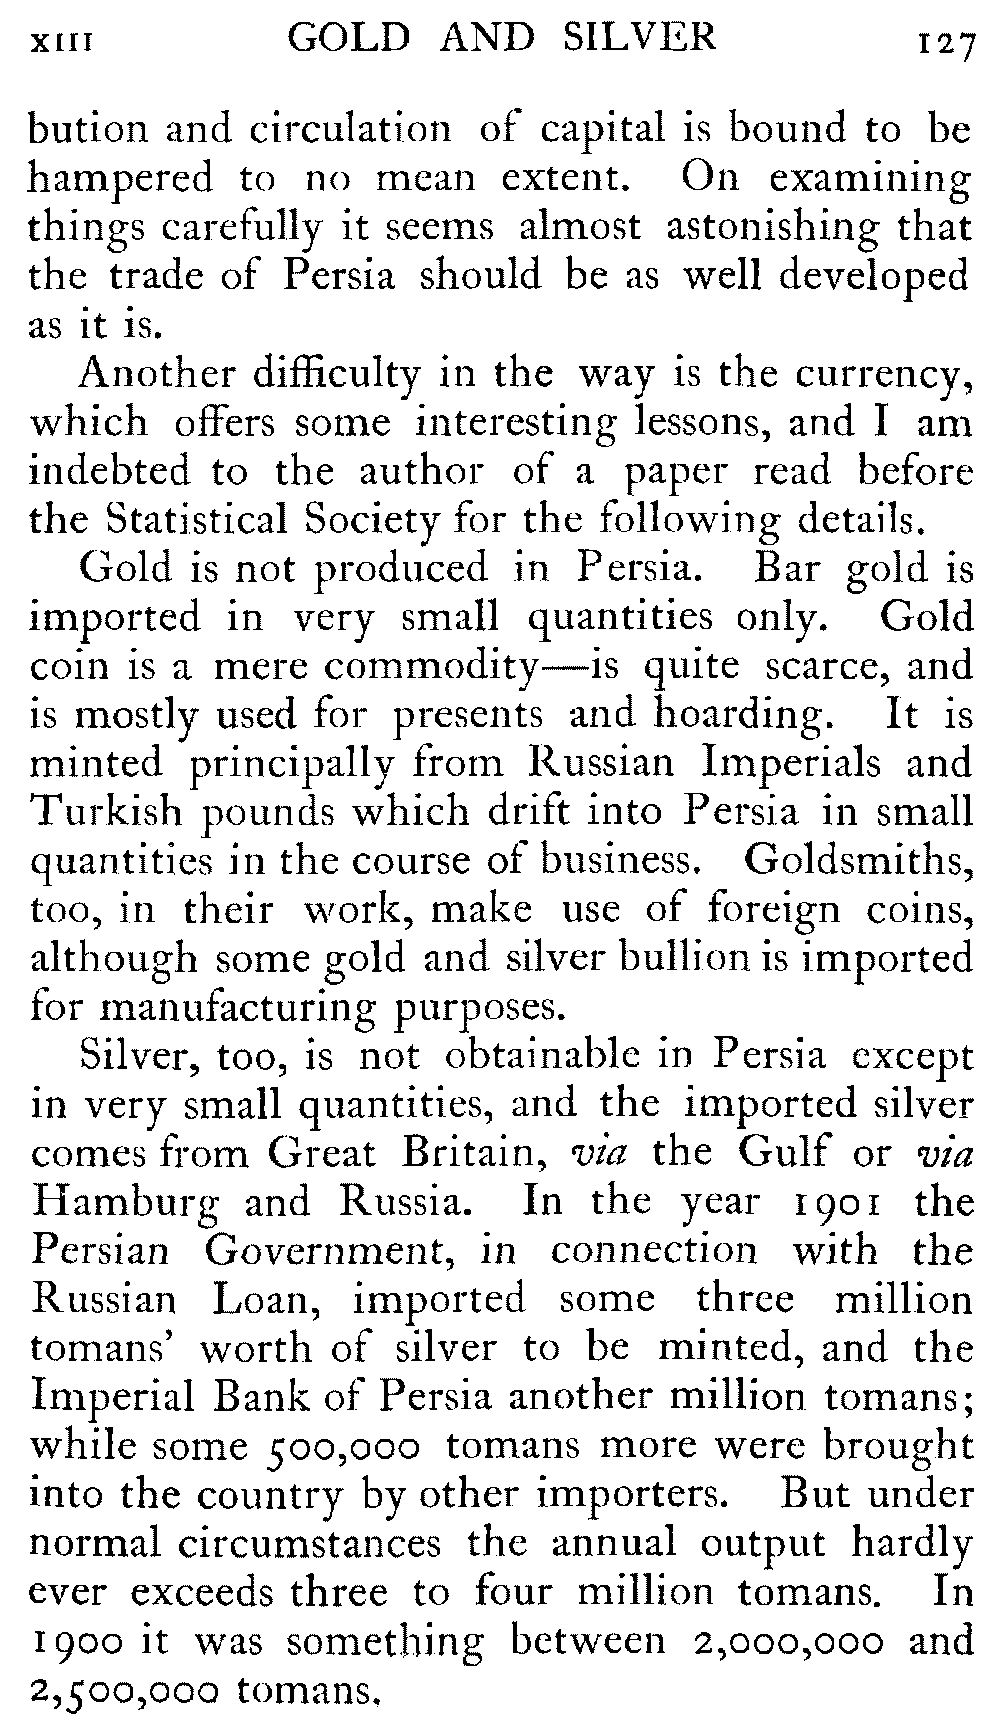 XIII GOLD AND SILVER 127
bution and circulation of capital is bound to be
hampered to no mean extent. On examining
things carefully it seems almost astonishing that
the trade of Persia should be as well developed
as it is.
Another difficulty in the way is the currency,
which offers some interesting lessons, and I am
indebted to the author of a paper read before
the Statistical Society for the following details.
Gold is not produced in Persia. Bar gold is
imported in very small quantities only. Gold
coin is a mere commodity—is quite scarce, and
is mostly used for presents and hoarding. It is
minted principally from Russian Imperials and
Turkish pounds which drift into Persia in small
quantities in the course of business. Goldsmiths,
too, in their work, make use of foreign coins,
although some gold and silver bullion is imported
for manufacturing purposes.
Silver, too, is not obtainable in Persia except
in very small quantities, and the imported silver
comes from Great Britain, via the Gulf or via
Hamburg and Russia. In the year 1901 the
Persian Government, in connection with the
Russian Loan, imported some three million
tomans' worth of silver to be minted, and the
Imperial Bank of Persia another million tomans;
while some 500,000 tomans more were brought
into the country by other importers. But under
normal circumstances the annual output hardly
ever exceeds three to four million tomans. In
1900 it was something between 2,000,000 and
2,500,000 tomans.